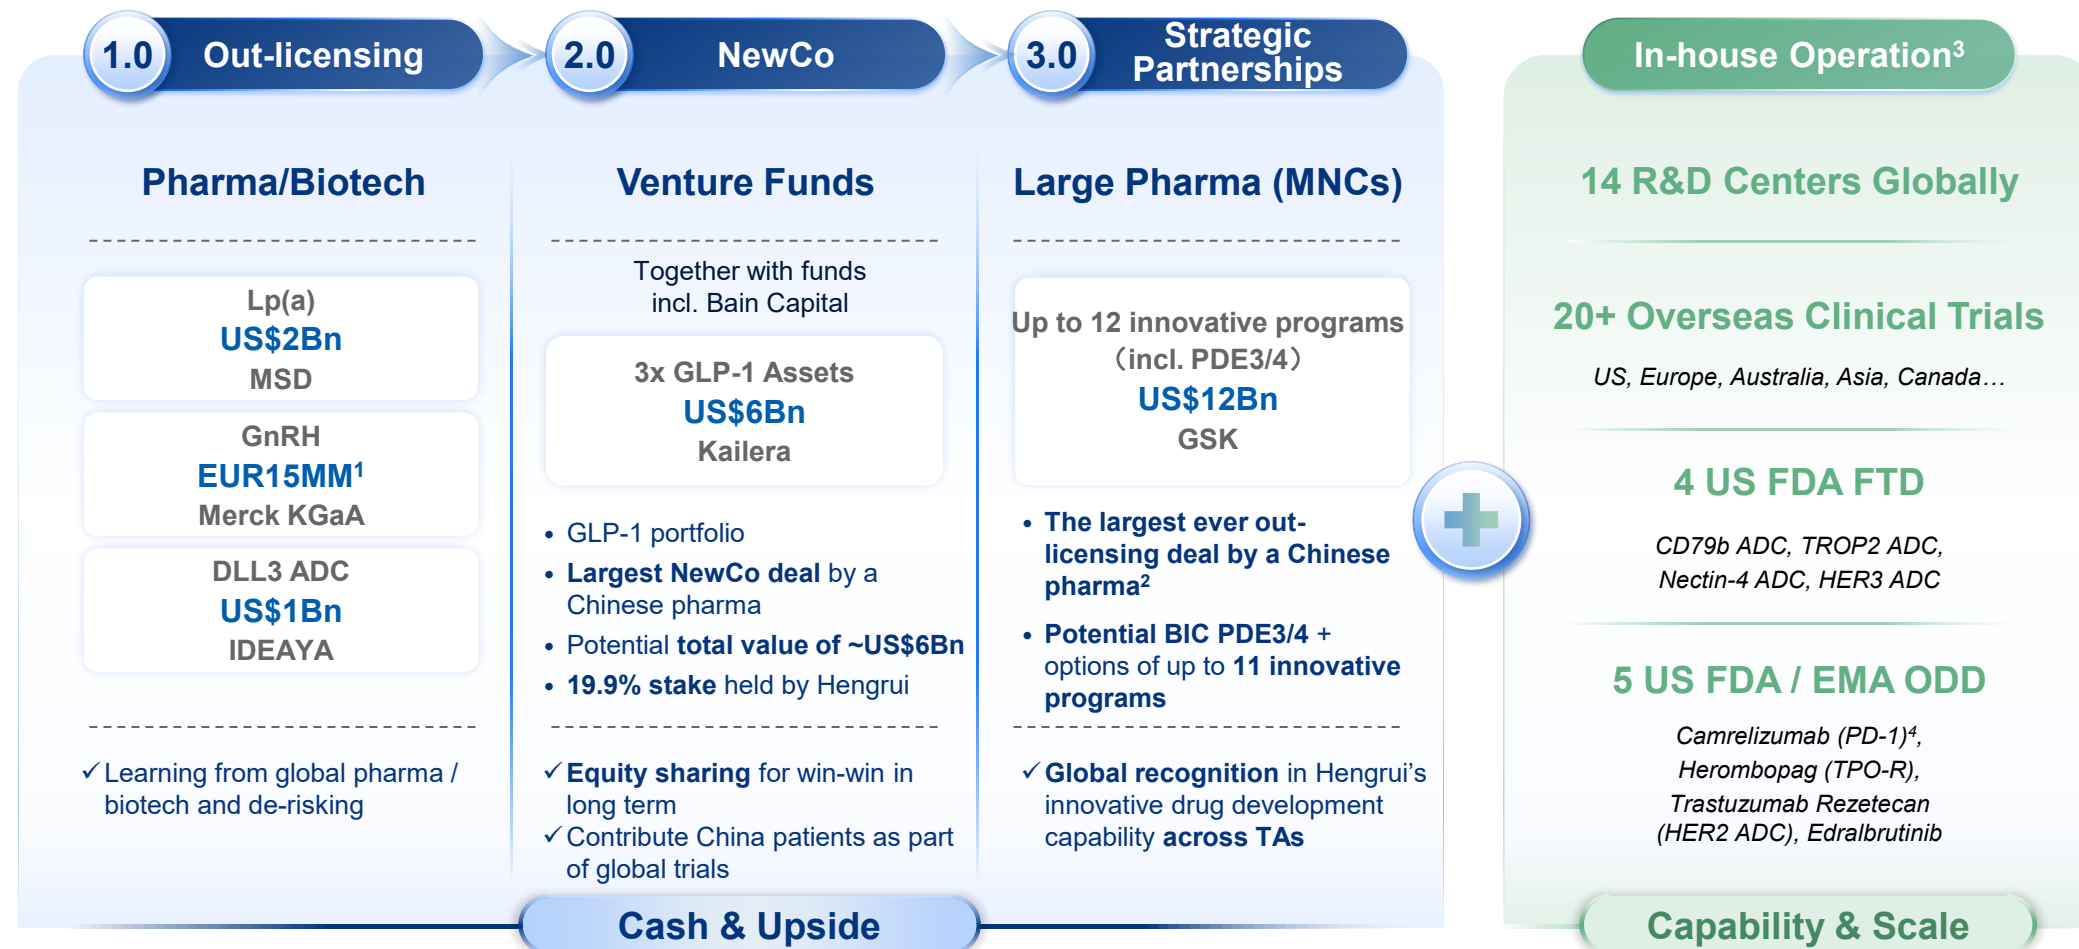 1.0 Out-licensing
Pharma/Biotech
Lp(a)
US$2Bn
MSD
GnRH
EUR15MM¹
Merck KGaA
DLL3 ADC
US$1Bn
IDEAYA
✓Learning from global pharma /
biotech and de-risking
2.0 NewCo
Venture Funds
Together with funds
incl. Bain Capital
3x GLP-1 Assets
US$6Bn
Kailera
• GLP-1 portfolio
• Largest NewCo deal by a
Chinese pharma
• Potential total value of ~US$6Bn
• 19.9% stake held by Hengrui
✓Equity sharing for win-win in
long term
✓Contribute China patients as part
of global trials
3.0 Strategic
Partnerships
Large Pharma (MNCs)
Up to 12 innovative programs
（incl. PDE3/4）
US$12Bn
GSK
• The largest ever out-
licensing deal by a Chinese
pharma²
• Potential BIC PDE3/4 +
options of up to 11 innovative
programs
✓Global recognition in Hengrui’s
innovative drug development
capability across TAs
Cash & Upside
In-house Operation³
14 R&D Centers Globally
20+ Overseas Clinical Trials
US, Europe, Australia, Asia, Canada…
4 US FDA FTD
CD79b ADC, TROP2 ADC,
Nectin-4 ADC, HER3 ADC
5 US FDA / EMA ODD
Camrelizumab (PD-1)⁴,
Herombopag (TPO-R),
Trastuzumab Rezetecan
(HER2 ADC), Edralbrutinib
Capability & Scale